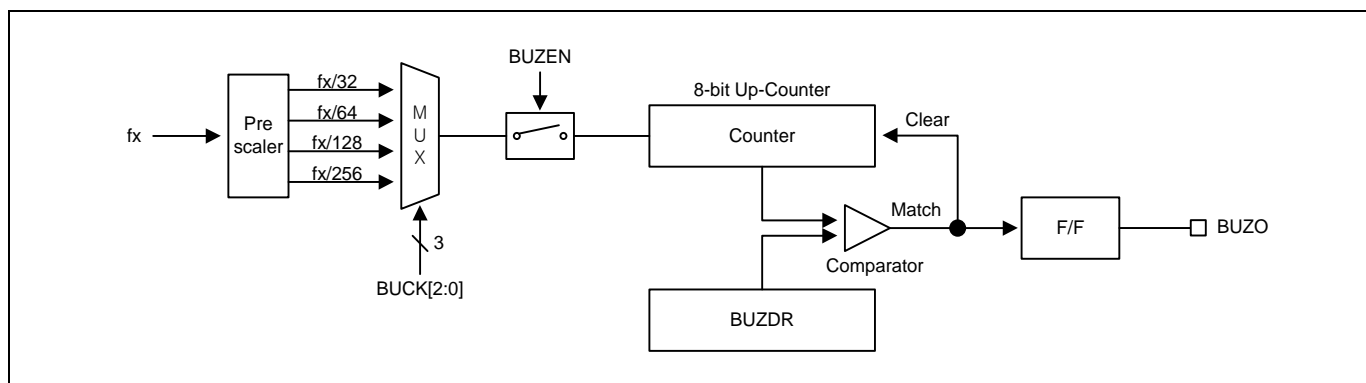 BUZEN
8-bit Up-Counter
fx/32
fx/64
fx/128
fx/256
fx
Pre
scaler
M
U
X
Counter
Clear
Match
F/F
BUZO
3
Comparator
BUCK[2:0]
BUZDR